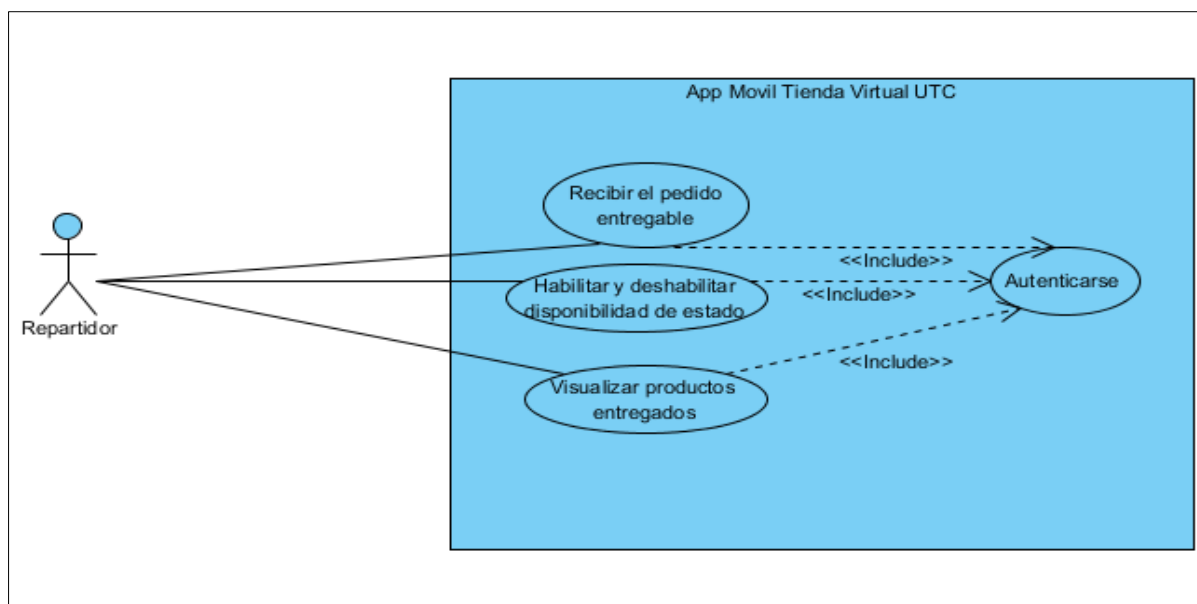 App Movil Tienda Virtual UTC
Recibir el pedido
entregable
<<Include>>
Habilitar y deshabilitar
disponibilidad de estado
<<Include>>
Autenticarse
Repartidor
<<Include>>
Visualizar productos
entregados